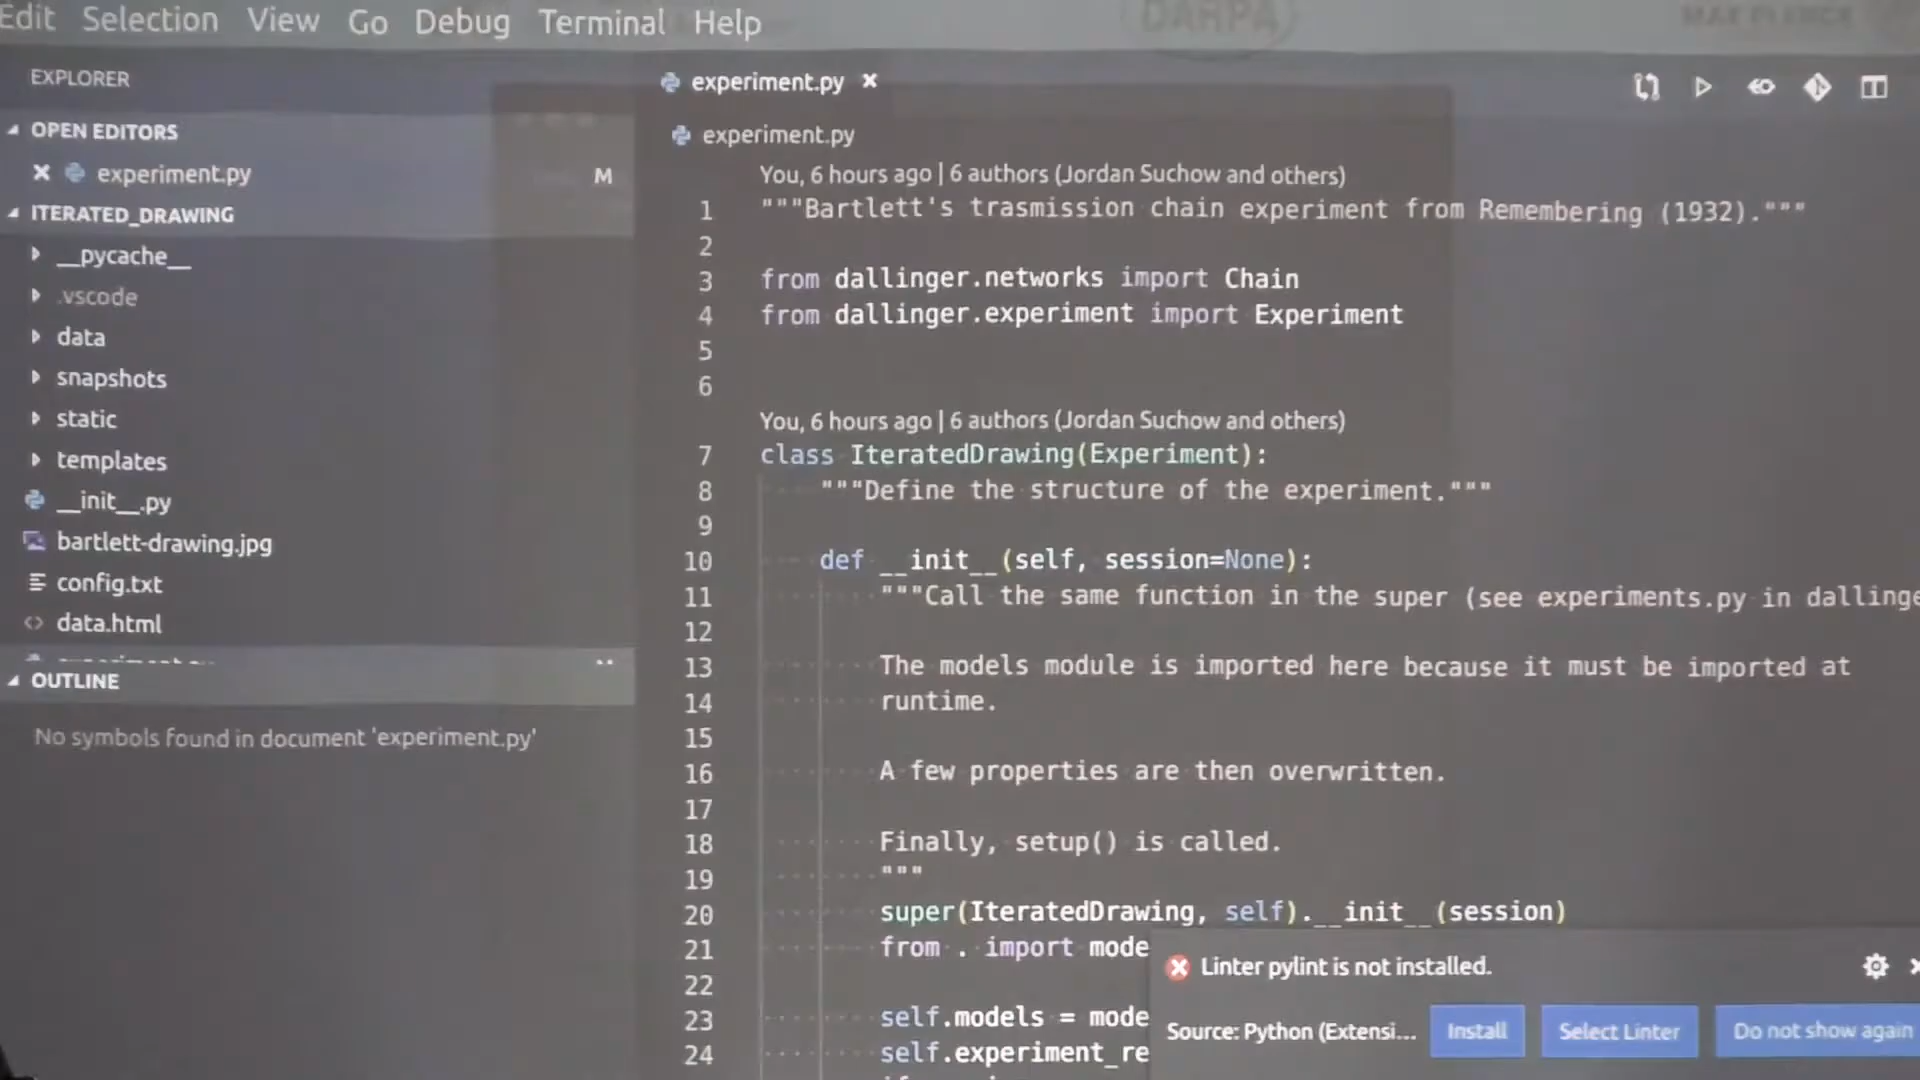 Edit Selection View Go Debug Terminal Help
DARPA
EXPLORER
OPEN EDITORS
experiment.py M
ITERATED_DRAWING
__pycache__
.vscode
data
snapshots
static
templates
__init__.py
bartlett-drawing.jpg
config.txt
data.html
OUTLINE
No symbols found in document 'experiment.py'
experiment.py
experiment.py
You, 6 hours ago | 6 authors (Jordan Suchow and others)
1 """Bartlett's trasmission chain experiment from Remembering (1932)."""
2
3 from dallinger.networks import Chain
4 from dallinger.experiment import Experiment
5
6
You, 6 hours ago | 6 authors (Jordan Suchow and others)
7 class IteratedDrawing(Experiment):
8 """Define the structure of the experiment."""
9
10 def __init__(self, session=None):
11 """Call the same function in the super (see experiments.py in dallinge
12
13 The models module is imported here because it must be imported at
14 runtime.
15
16 A few properties are then overwritten.
17
18 Finally, setup() is called.
19 """
20 super(IteratedDrawing, self).__init__(session)
21 from . import mode
22
23 self.models = mode
24 self.experiment_re
Linter pylint is not installed.
Source: Python (Extensi... Install Select Linter Do not show again